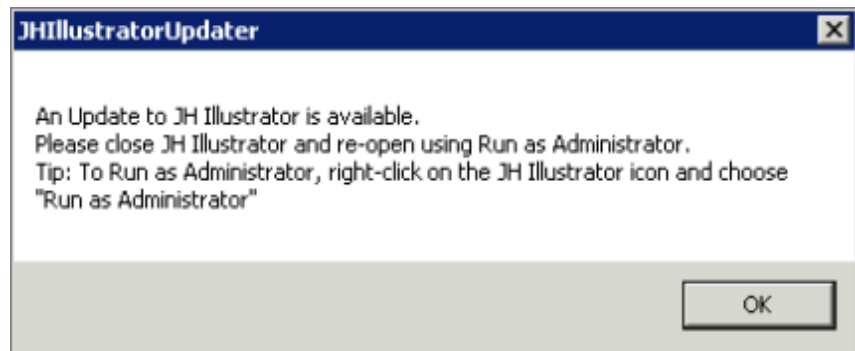 JHIllustratorUpdater
An Update to JH Illustrator is available.
Please close JH Illustrator and re-open using Run as Administrator.
Tip: To Run as Administrator, right-click on the JH Illustrator icon and choose
"Run as Administrator"
OK